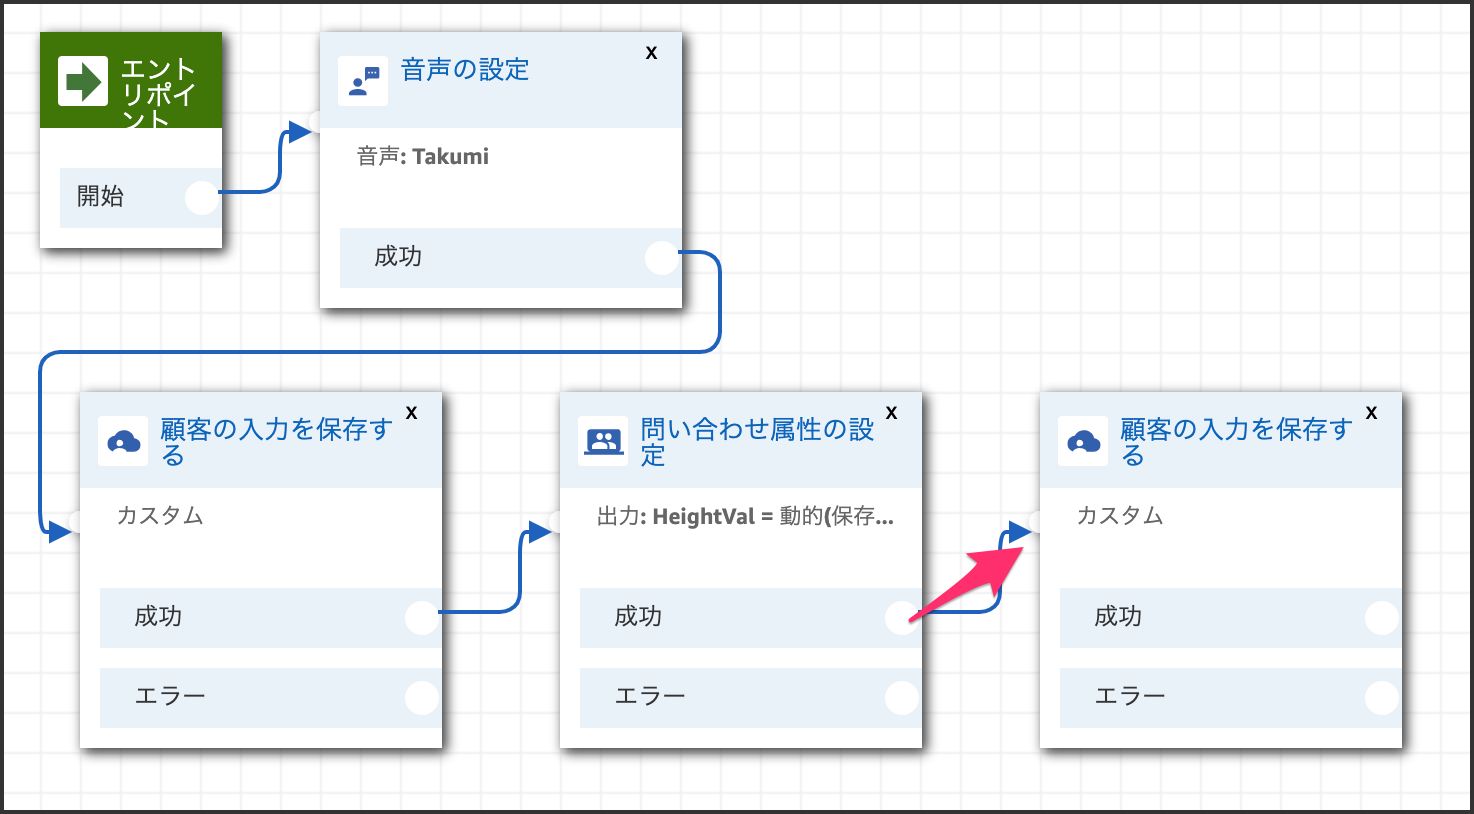 エント
リポイ
ント
開始
x
音声の設定
音声: Takumi
成功
x
顧客の入力を保存す
る
カスタム
成功
エラー
x
問い合わせ属性の設
定
出力: HeightVal = 動的(保存...
成功
エラー
x
顧客の入力を保存す
る
カスタム
成功
エラー